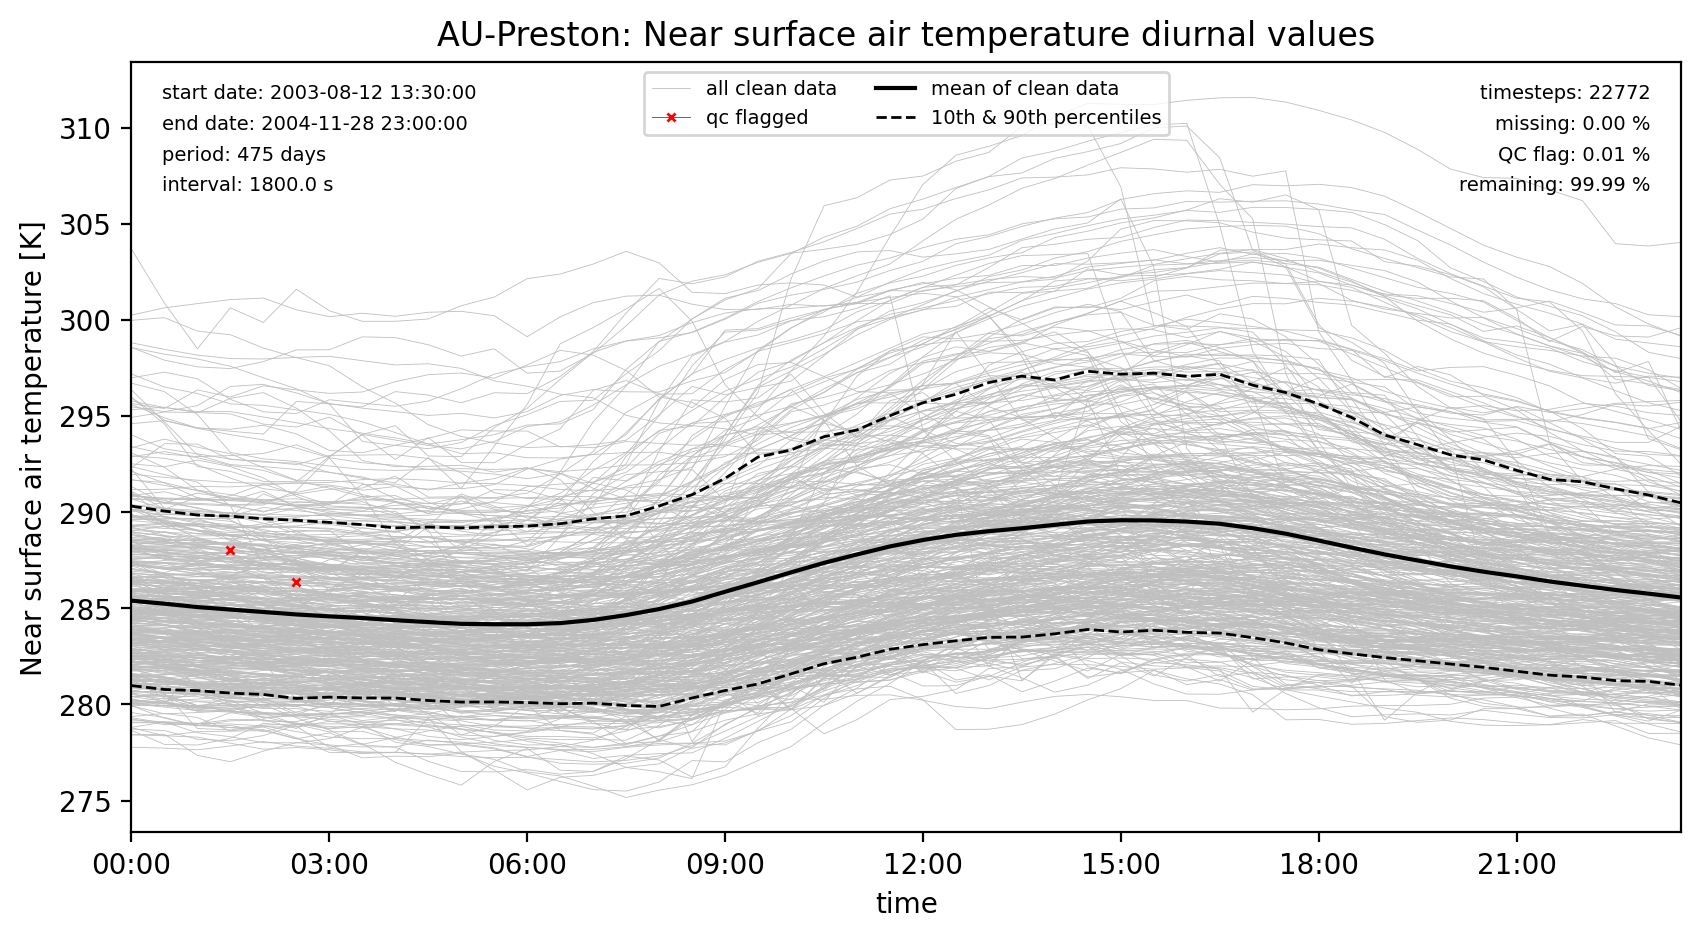 AU-Preston: Near surface air temperature diurnal values
start date: 2003-08-12 13:30:00
end date: 2004-11-28 23:00:00
period: 475 days
interval: 1800.0 s
all clean data
qc flagged
mean of clean data
10th & 90th percentiles
timesteps: 22772
missing: 0.00 %
QC flag: 0.01 %
remaining: 99.99 %
Near surface air temperature [K]
310
305
300
295
290
285
280
275
00:00 03:00 06:00 09:00 12:00 15:00 18:00 21:00
time